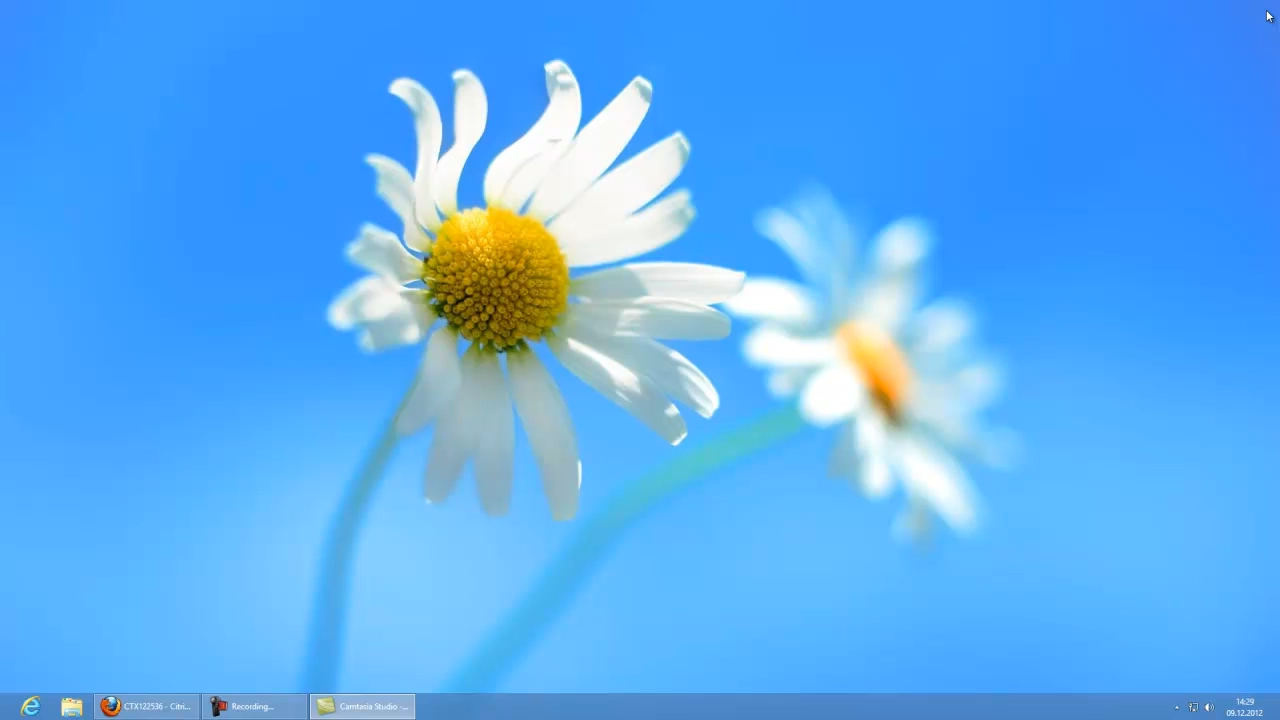 CTX122536 - Citri...
Recording...
Camtasia Studio -...
14:29
09.12.2012